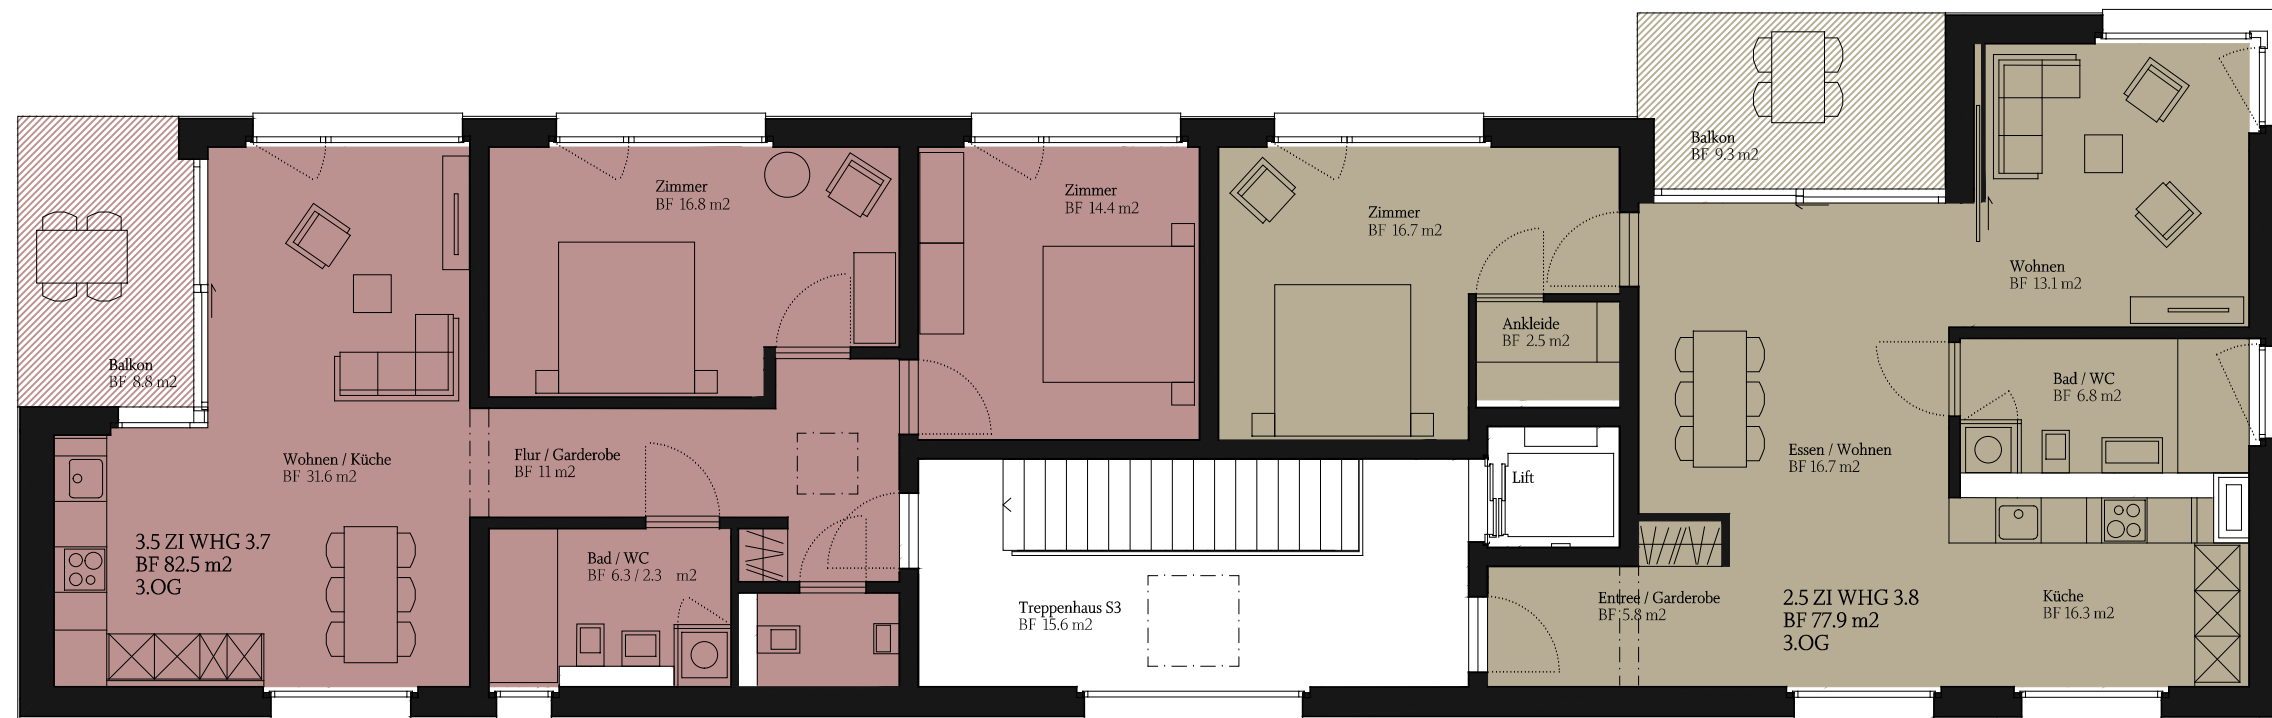 Balkon
BF 8.8 m2
Wohnen / Küche
BF 31.6 m2
3.5 ZI WHG 3.7
BF 82.5 m2
3.OG
Zimmer
BF 16.8 m2
Flur / Garderobe
BF 11 m2
Bad / WC
BF 6.3 / 2.3 m2
Zimmer
BF 14.4 m2
Treppenhaus S3
BF 15.6 m2
Zimmer
BF 16.7 m2
Ankleide
BF 2.5 m2
Lift
Entree / Garderobe
BF 5.8 m2
Balkon
BF 9.3 m2
Wohnen
BF 13.1 m2
Bad / WC
BF 6.8 m2
Essen / Wohnen
BF 16.7 m2
2.5 ZI WHG 3.8
BF 77.9 m2
3.OG
Küche
BF 16.3 m2